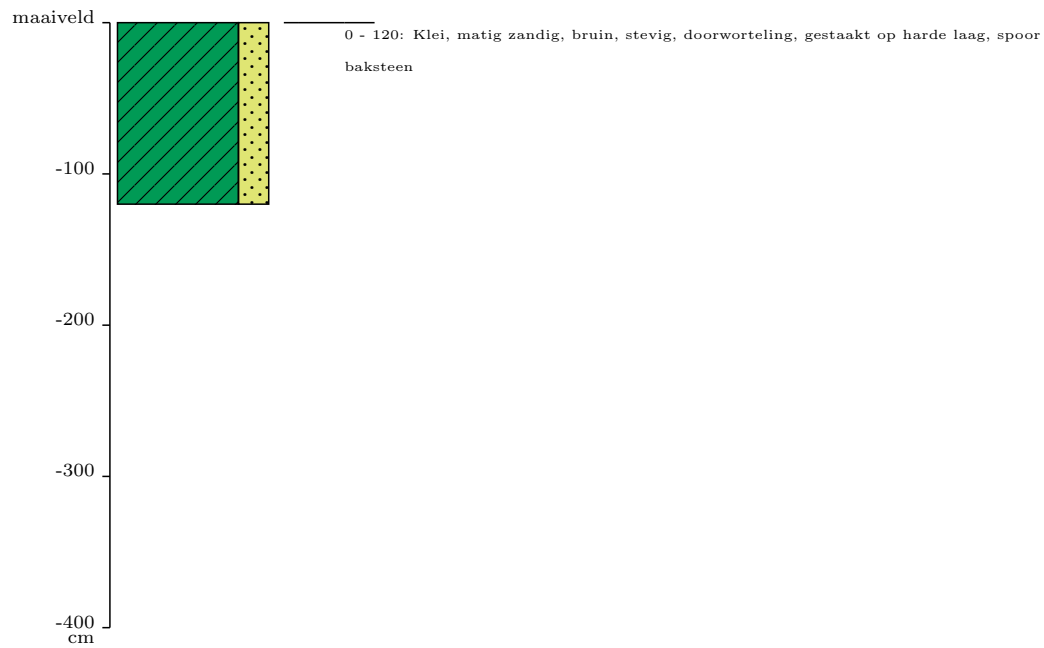 maaiveld
0 - 120: Klei, matig zandig, bruin, stevig, doorworteling, gestaakt op harde laag, spoor
baksteen
-100
-200
-300
-400
cm